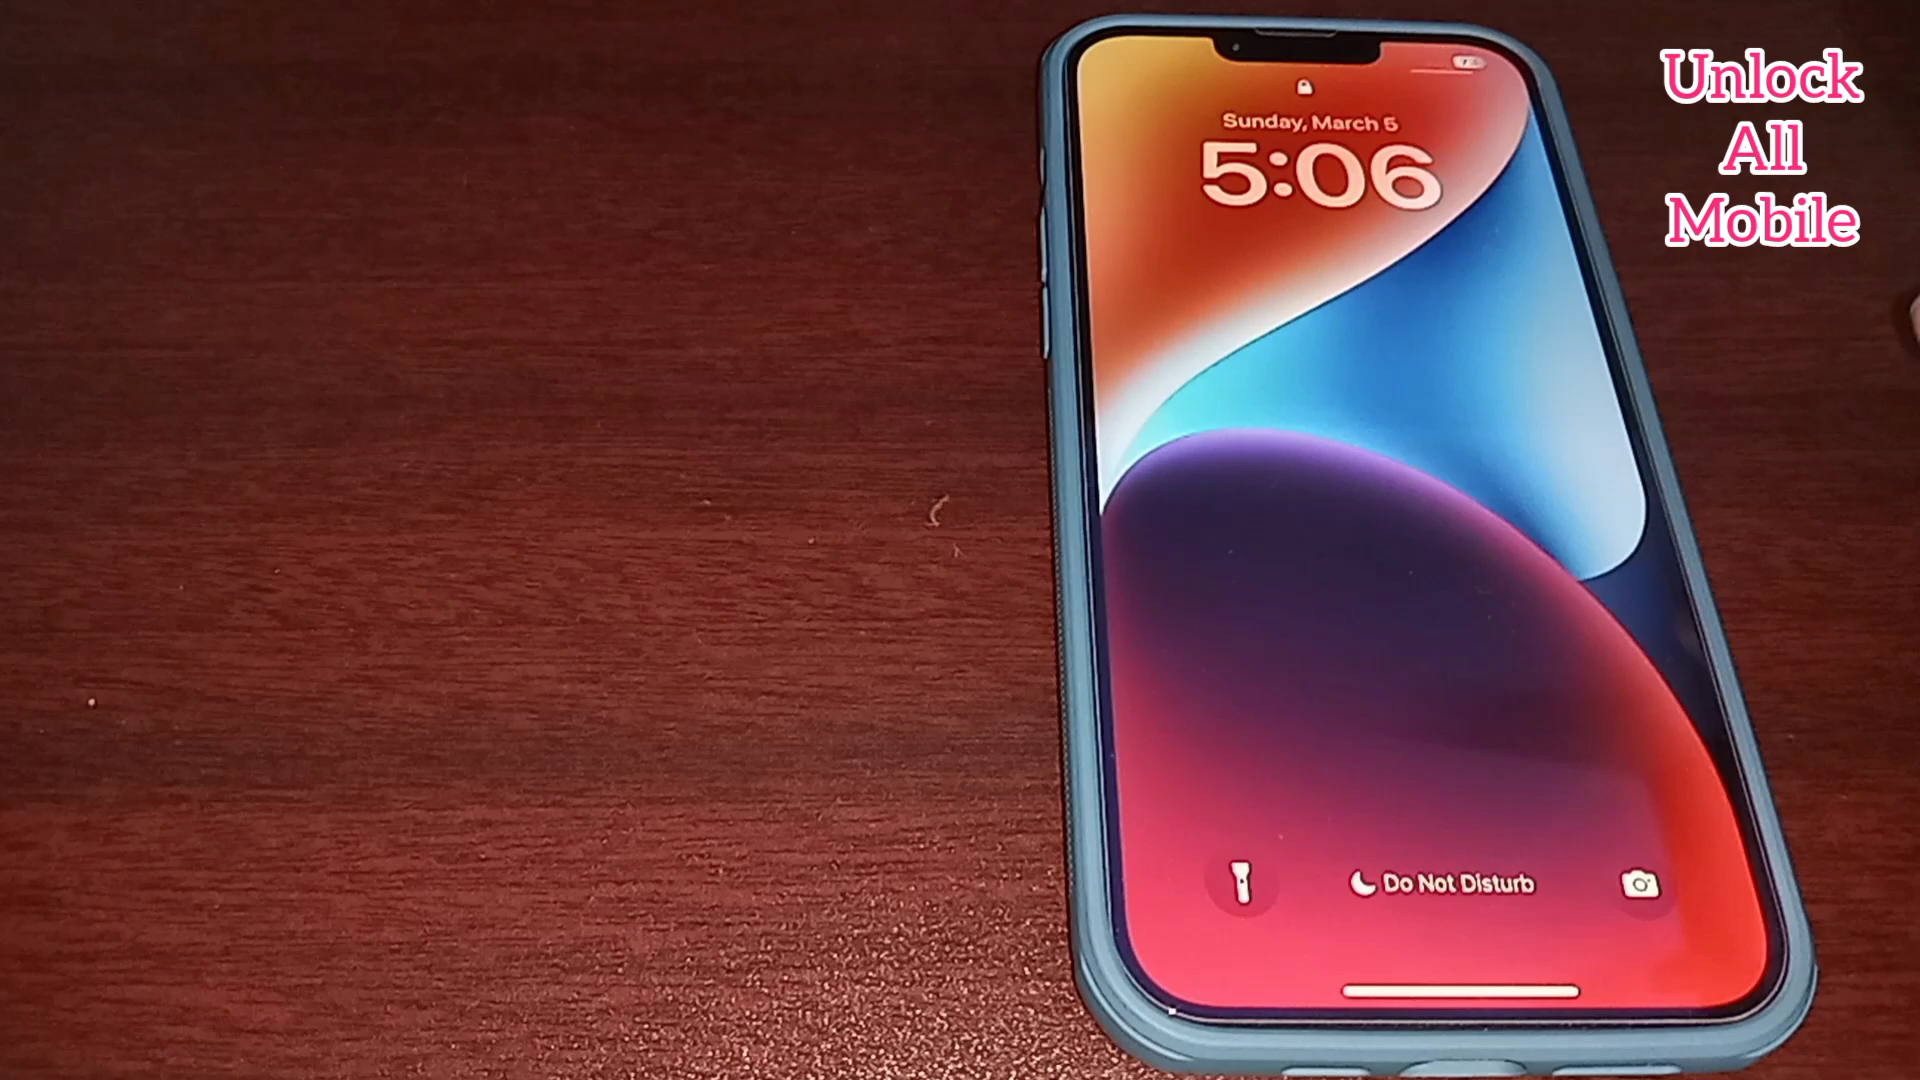 Sunday, March 5
5:06
Do Not Disturb
Unlock
All
Mobile